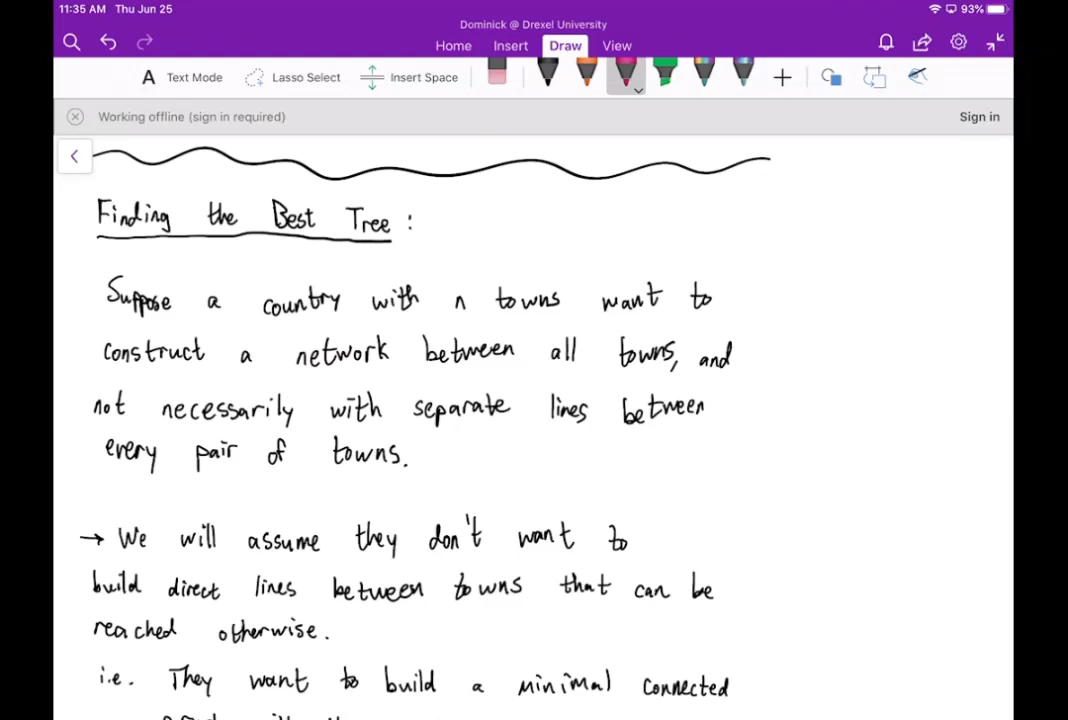 11:35 AM Thu Jun 25
93%
Dominick @ Drexel University
Home Insert Draw View
Text Mode Lasso Select Insert Space
Working offline (sign in required) Sign in
Finding the Best Tree :
Suppose a country with n towns want to
construct a network between all towns, and
not necessarily with separate lines between
every pair of towns.
→ We will assume they don't want to
build direct lines between towns that can be
reached otherwise.
i.e. They want to build a minimal connected